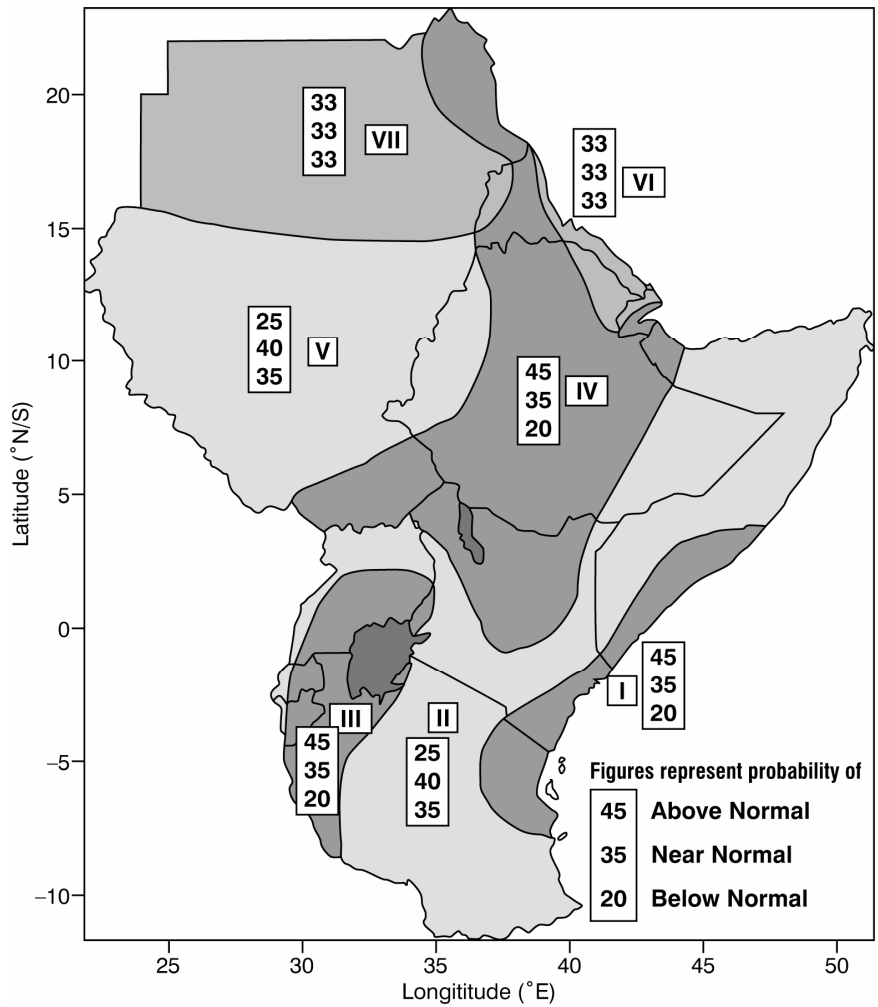 33
33
33
VII
33
33
33
VI
25
40
35
V
45
35
20
IV
45
35
20
I
III
45
35
20
II
25
40
35
Figures represent probability of
45 Above Normal
35 Near Normal
20 Below Normal
20
15
10
5
0
−5
−10
Latitude (°N/S)
25 30 35 40 45 50
Longititude (°E)